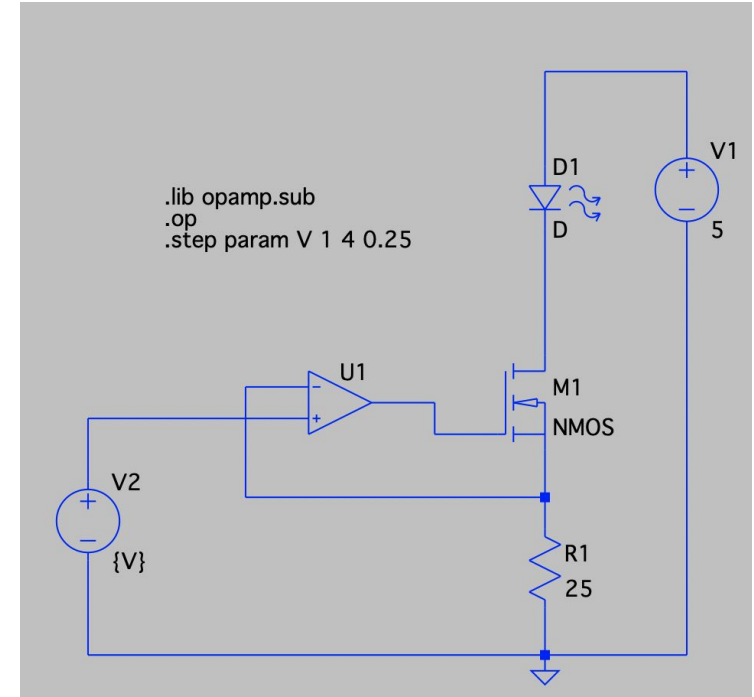 .lib opamp.sub
.op
.step param V 1 4 0.25
D1
D
V1
+
−
5
U1
−
+
M1
NMOS
V2
+
−
{V}
R1
25